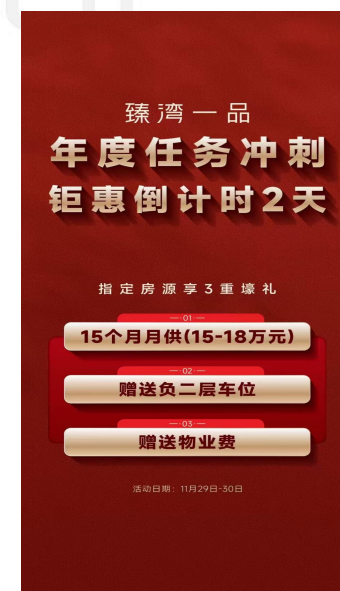 臻湾一品
年度任务冲刺
钜惠倒计时2天
指定房源享3重壕礼
01
15个月月供(15-18万元)
02
赠送负二层车位
03
赠送物业费
活动日期：11月29日-30日